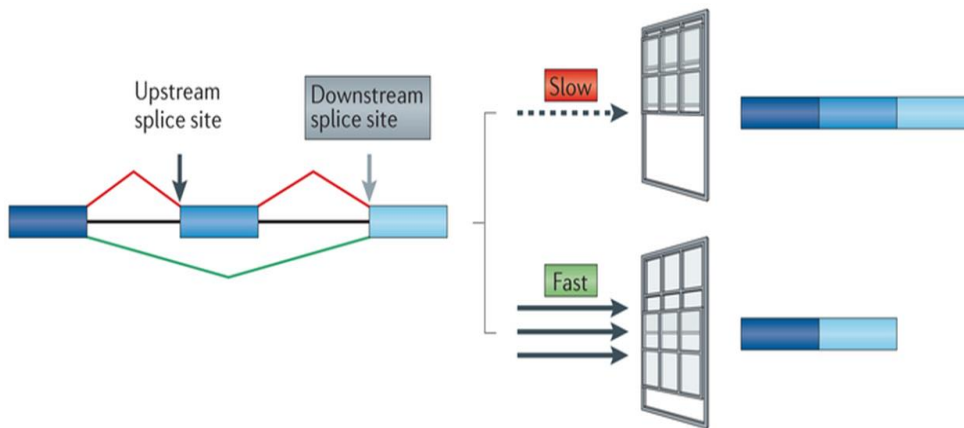 Upstream
splice site
Downstream
splice site
Slow
Fast